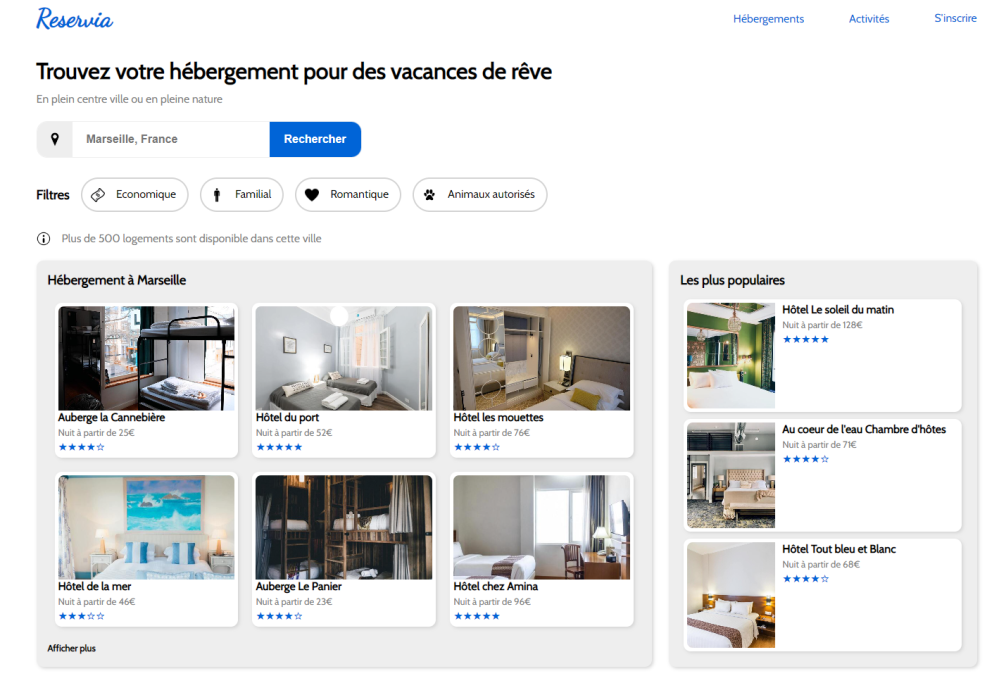 Reservia
Hébergements
Activités
S'inscrire
Trouvez votre hébergement pour des vacances de rêve
En plein centre ville ou en pleine nature
Marseille, France
Rechercher
Filtres
Economique
Familial
Romantique
Animaux autorisés
Plus de 500 logements sont disponible dans cette ville
Hébergement à Marseille
Auberge la Cannebière
Nuit à partir de 25€
★★★★☆
Hôtel du port
Nuit à partir de 52€
★★★★★
Hôtel les mouettes
Nuit à partir de 76€
★★★★☆
Hôtel de la mer
Nuit à partir de 46€
★★★☆☆
Auberge Le Panier
Nuit à partir de 23€
★★★★☆
Hôtel chez Amina
Nuit à partir de 96€
★★★★★
Afficher plus
Les plus populaires
Hôtel Le soleil du matin
Nuit à partir de 128€
★★★★★
Au coeur de l'eau Chambre d'hôtes
Nuit à partir de 71€
★★★★☆
Hôtel Tout bleu et Blanc
Nuit à partir de 68€
★★★★☆